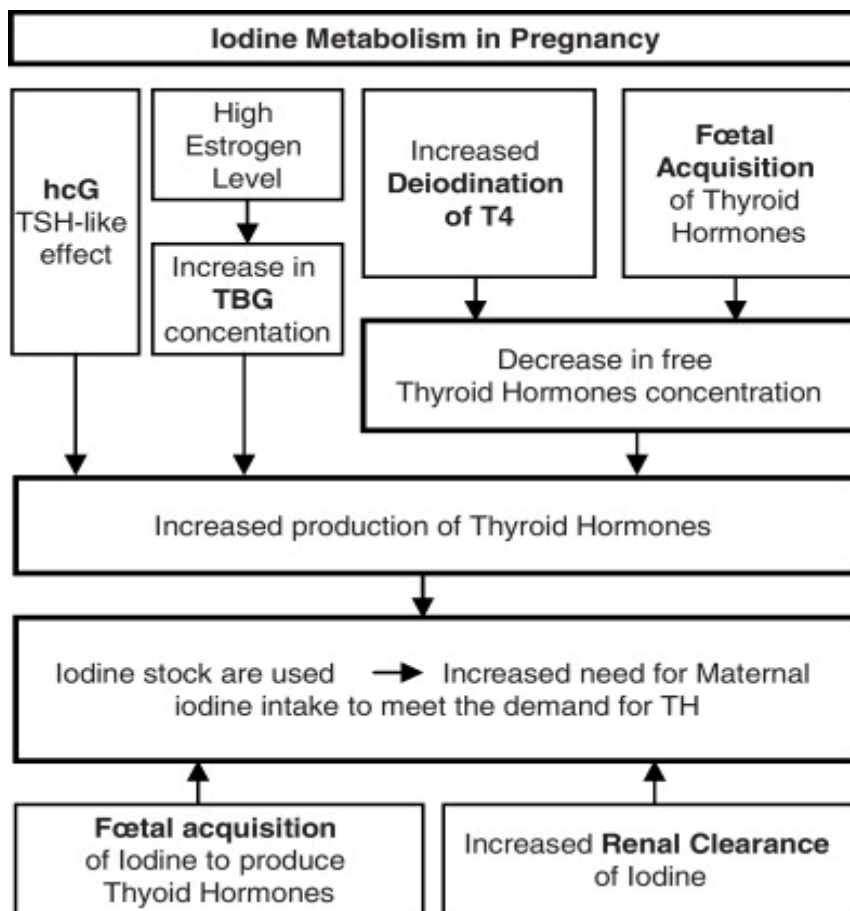 Iodine Metabolism in Pregnancy
hcG
TSH-like
effect
High
Estrogen
Level
Increase in
TBG
concentation
Increased
Deiodination
of T4
Fœtal
Acquisition
of Thyroid
Hormones
Decrease in free
Thyroid Hormones concentration
Increased production of Thyroid Hormones
Iodine stock are used → Increased need for Maternal
iodine intake to meet the demand for TH
Fœtal acquisition
of Iodine to produce
Thyoid Hormones
Increased Renal Clearance
of Iodine